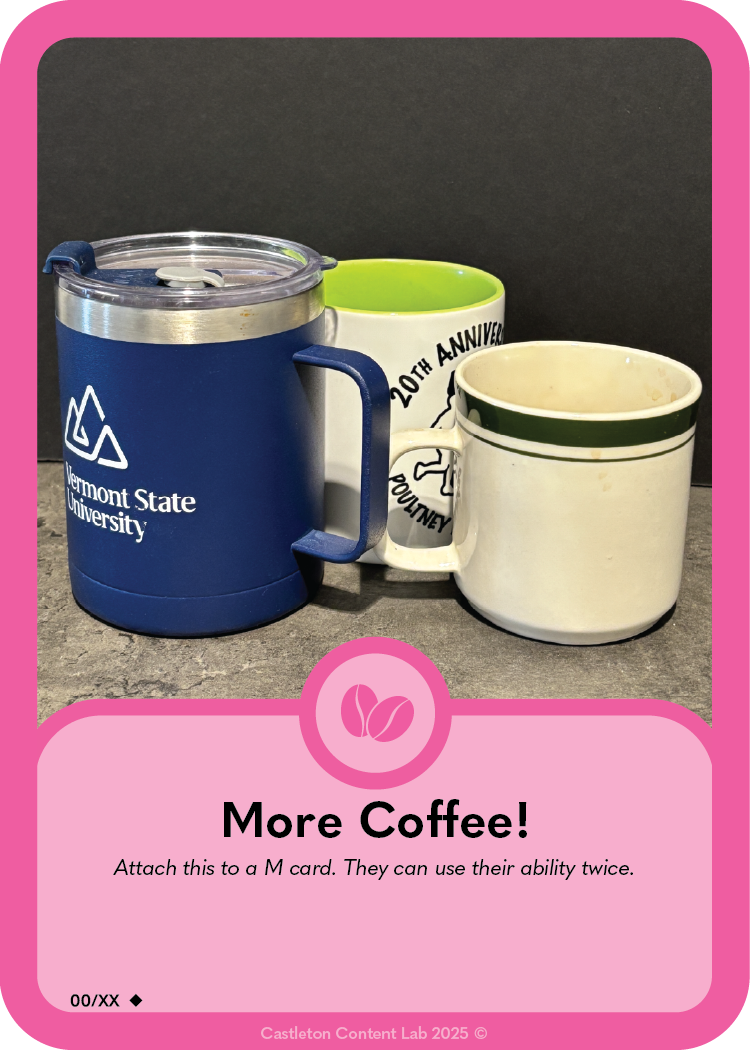 20TH ANNIVER
POULTNEY
Vermont State
University
More Coffee!
Attach this to a M card. They can use their ability twice.
00/XX ◆
Castleton Content Lab 2025 ©